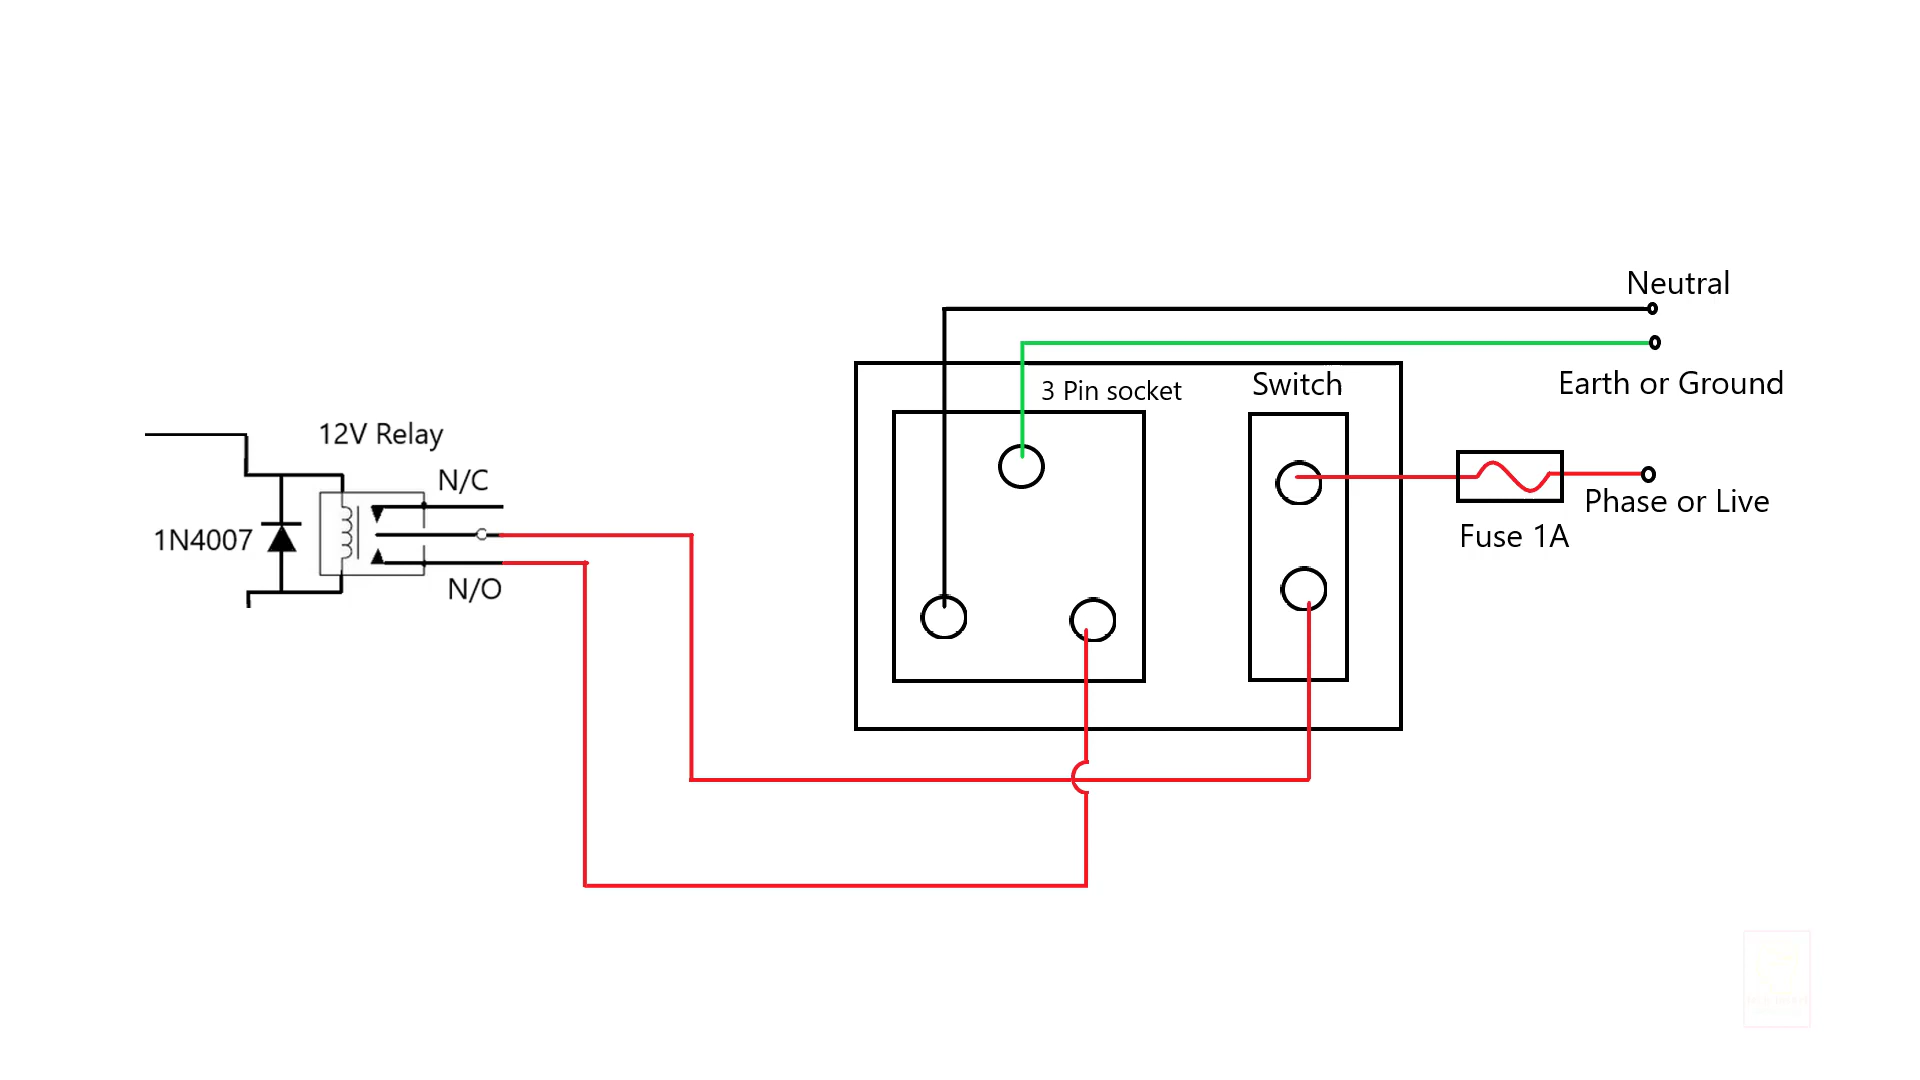 Neutral
Earth or Ground
3 Pin socket
Switch
12V Relay
N/C
Phase or Live
1N4007
Fuse 1A
N/O